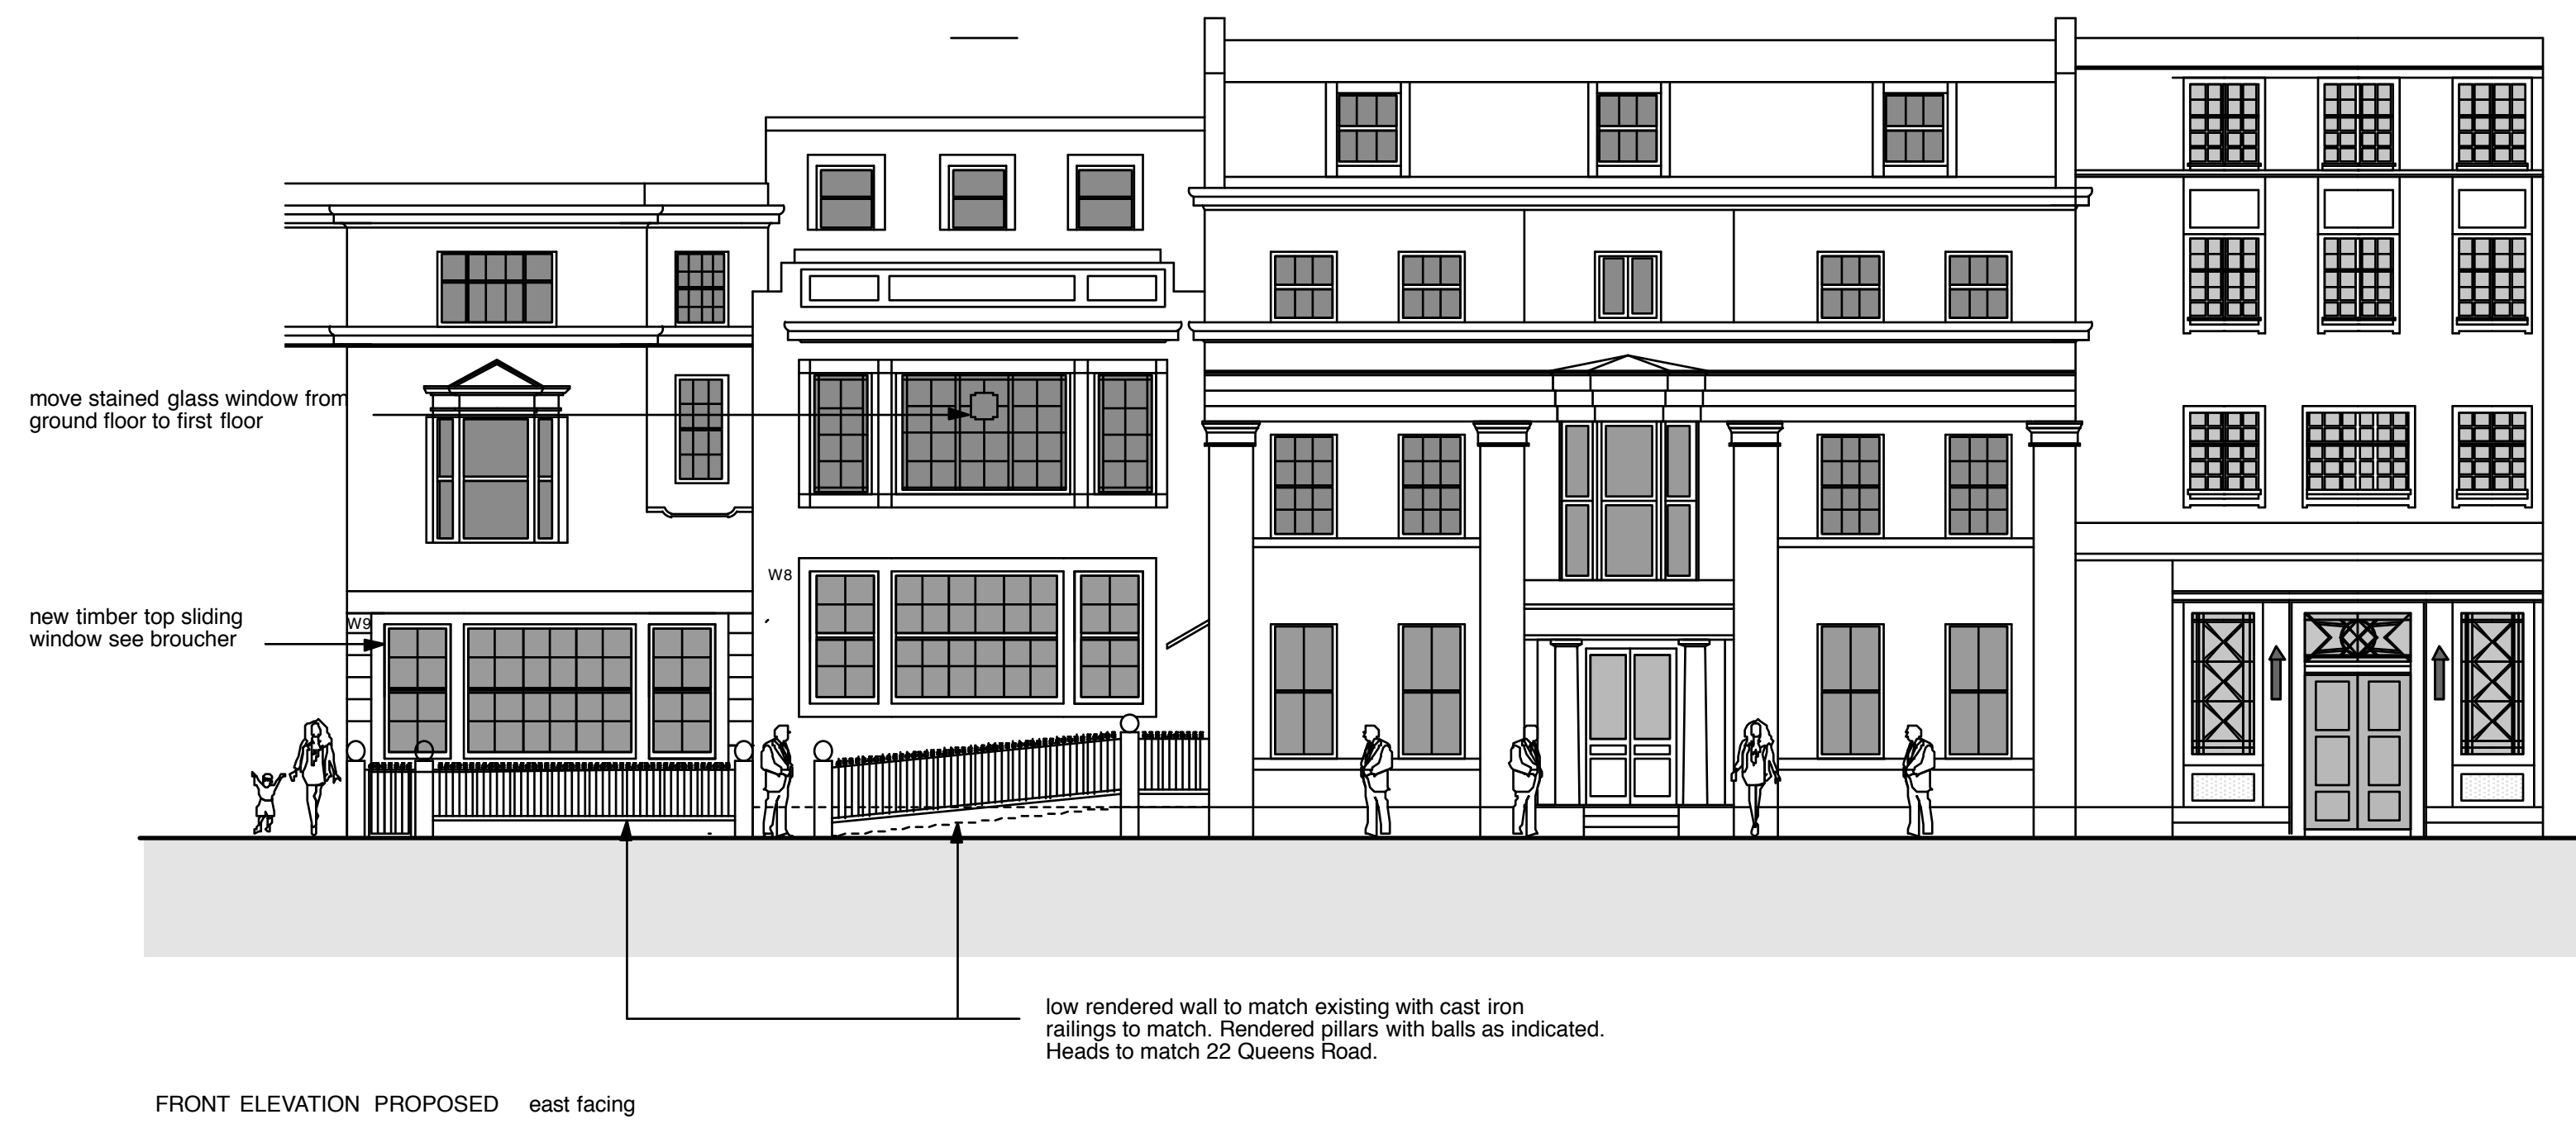 move stained glass window from
ground floor to first floor
W8
new timber top sliding
window see broucher
W9
low rendered wall to match existing with cast iron
railings to match. Rendered pillars with balls as indicated.
Heads to match 22 Queens Road.
FRONT ELEVATION PROPOSED east facing